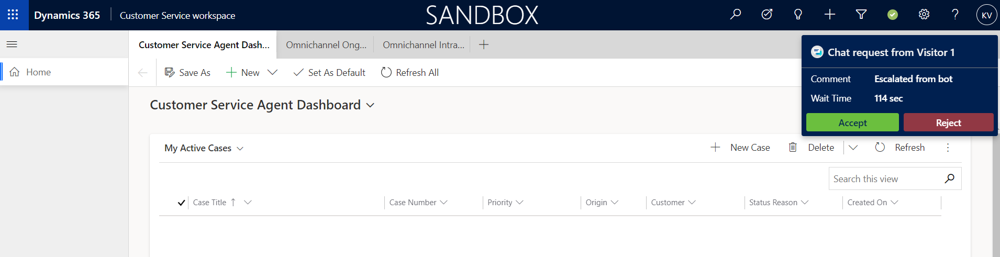 Dynamics 365 Customer Service workspace SANDBOX KV
Customer Service Agent Dash... Omnichannel Ong... Omnichannel Intra...
Home
Save As New Set As Default Refresh All
Chat request from Visitor 1
Comment Escalated from bot
Wait Time 114 sec
Accept Reject
Customer Service Agent Dashboard
My Active Cases New Case Delete Refresh
Search this view
Case Title Case Number Priority Origin Customer Status Reason Created On